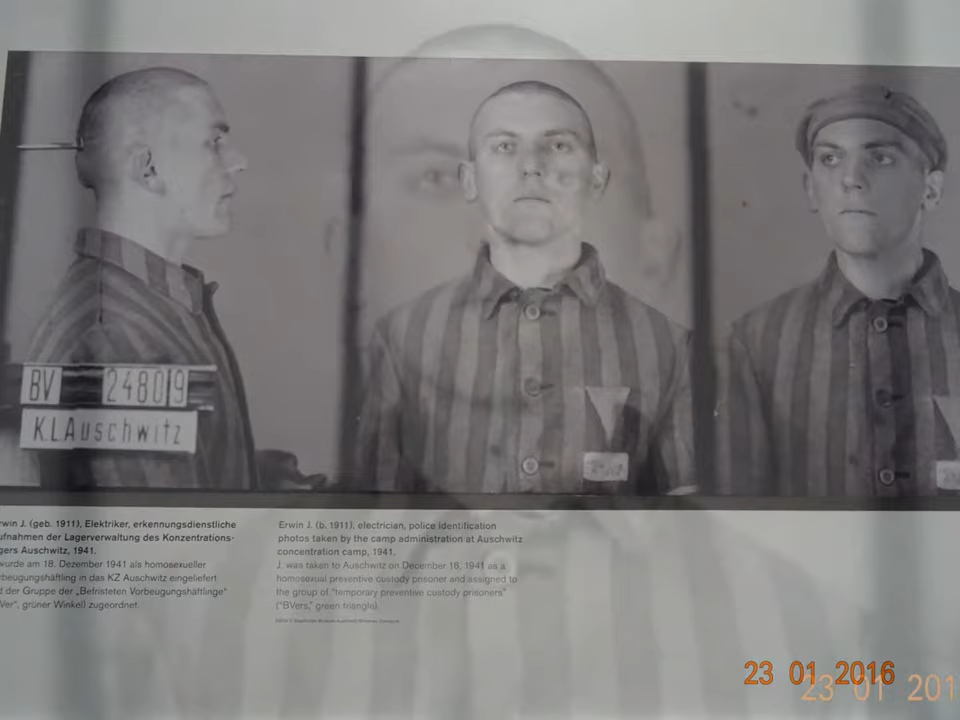 BV 24809
KLAuschwitz
rwin J. (geb. 1911), Elektriker, erkennungsdienstliche
ufnahmen der Lagerverwaltung des Konzentrations-
gers Auschwitz, 1941.
wurde am 18. Dezember 1941 als homosexueller
rbeugungshäftling in das KZ Auschwitz eingeliefert
d der Gruppe der „Befristeten Vorbeugungshäftlinge“
Ver“, grüner Winkel) zugeordnet.
Erwin J. (b. 1911), electrician, police identification
photos taken by the camp administration at Auschwitz
concentration camp, 1941.
J. was taken to Auschwitz on December 18, 1941 as a
homosexual preventive custody prisoner and assigned to
the group of “temporary preventive custody prisoners”
(“BVers,” green triangle).
23 01 2016
23 01 201